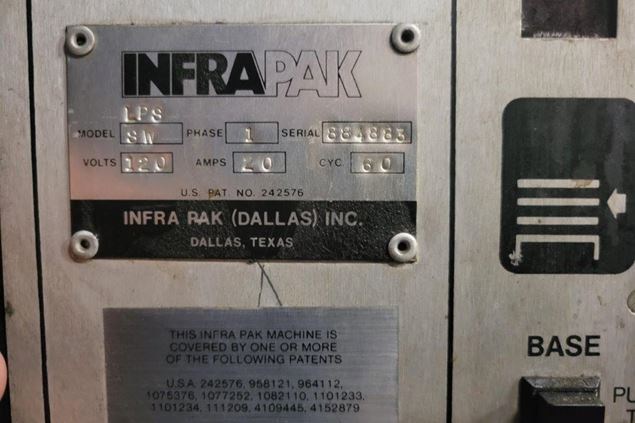 INFRAPAK
LPS
MODEL SW PHASE 1 SERIAL 884883
VOLTS 120 AMPS 20 CYC 60
U.S. PAT. NO. 242576
INFRA PAK (DALLAS) INC.
DALLAS, TEXAS
THIS INFRA PAK MACHINE IS
COVERED BY ONE OR MORE
OF THE FOLLOWING PATENTS
U.S.A. 242576, 958121, 964112,
1075376, 1077252, 1082110, 1101233,
1101234, 111209, 4109445, 4152879
BASE
PU